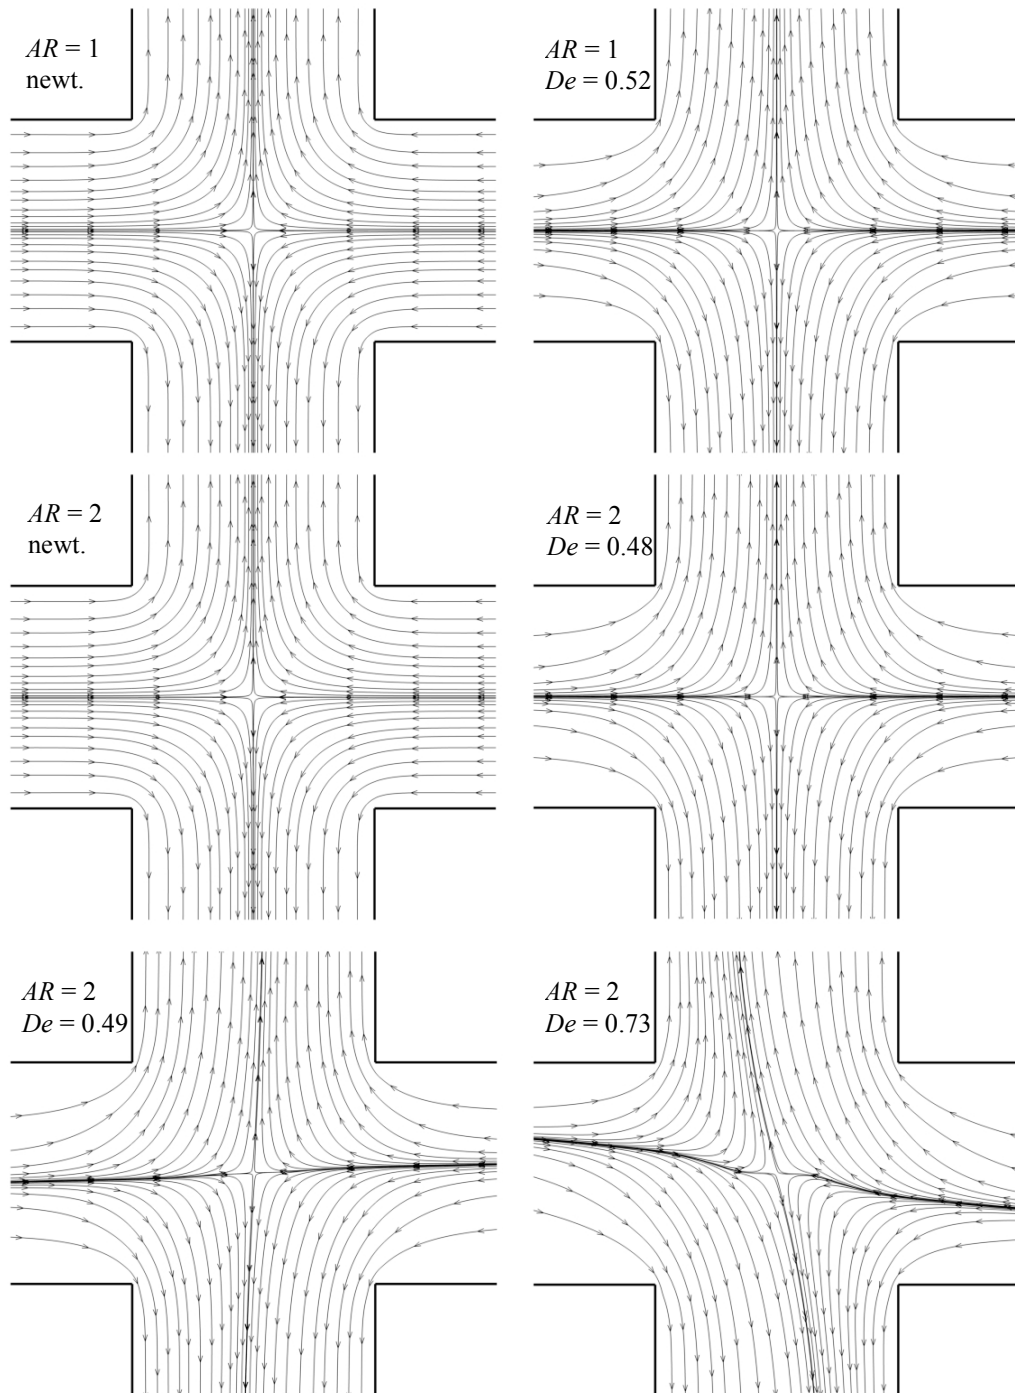 AR = 1
newt.
AR = 1
De = 0.52
AR = 2
newt.
AR = 2
De = 0.48
AR = 2
De = 0.49
AR = 2
De = 0.73